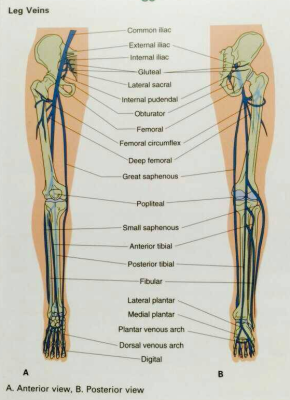 Leg Veins
Common iliac
External iliac
Internal iliac
Gluteal
Lateral sacral
Internal pudendal
Obturator
Femoral
Femoral circumflex
Deep femoral
Great saphenous
Popliteal
Small saphenous
Anterior tibial
Posterior tibial
Fibular
Lateral plantar
Medial plantar
Plantar venous arch
Dorsal venous arch
Digital
A
B
A. Anterior view, B. Posterior view